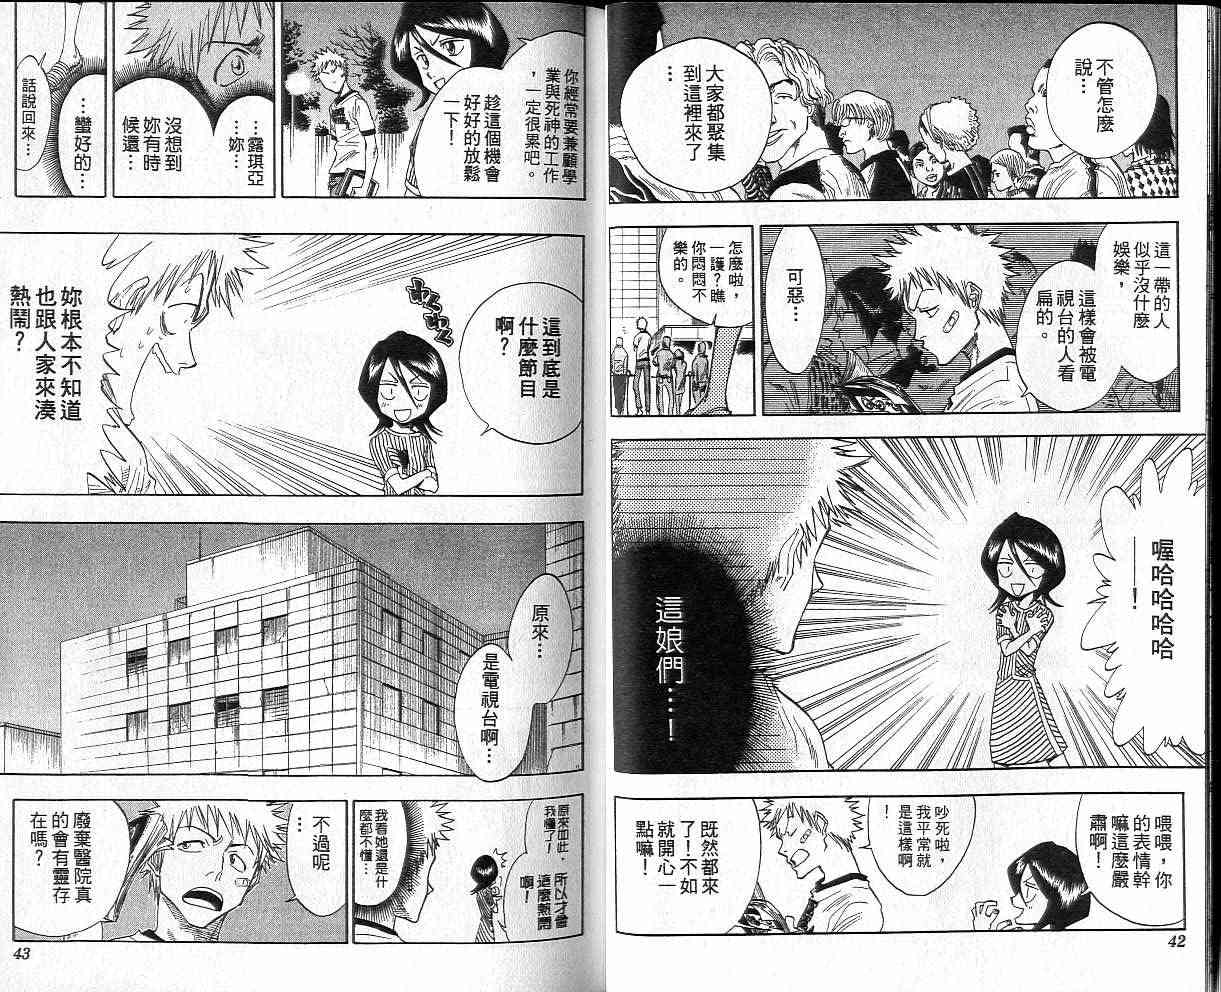 不管怎麼
說…
大家都聚集
到這裡來了
…
這一帶的人
似乎沒什麼
娛樂，
這樣會被電
視台的人看
扁的。
可惡…
怎麼啦，
一護？瞧
你悶悶不
樂的。
喔哈哈哈哈
——！
這娘們…！
喂喂，你
的表情幹
嘛這麼嚴
肅啊！
吵死啦，
我平常就
是這樣啊
！
既然都來
了！不如
就開心一
點嘛！
42
你經常要兼顧學
業與死神的工作
，一定很累吧。
趁這個機會
好好的放鬆
一下！
…露琪亞
…妳…
沒想到
妳有時
候還…
…蠻好的…
話說回來…
這到底是
什麼節目
啊？
わくわく
妳根本不知道
也跟人家來湊
熱鬧？
原來…
是電視台啊…
原來如此，
我懂了！
所以才會
這麼熱鬧
啊！
我看她還是什
麼都不懂…
不過呢
…
廢棄醫院真
的會有靈存
在嗎？
43